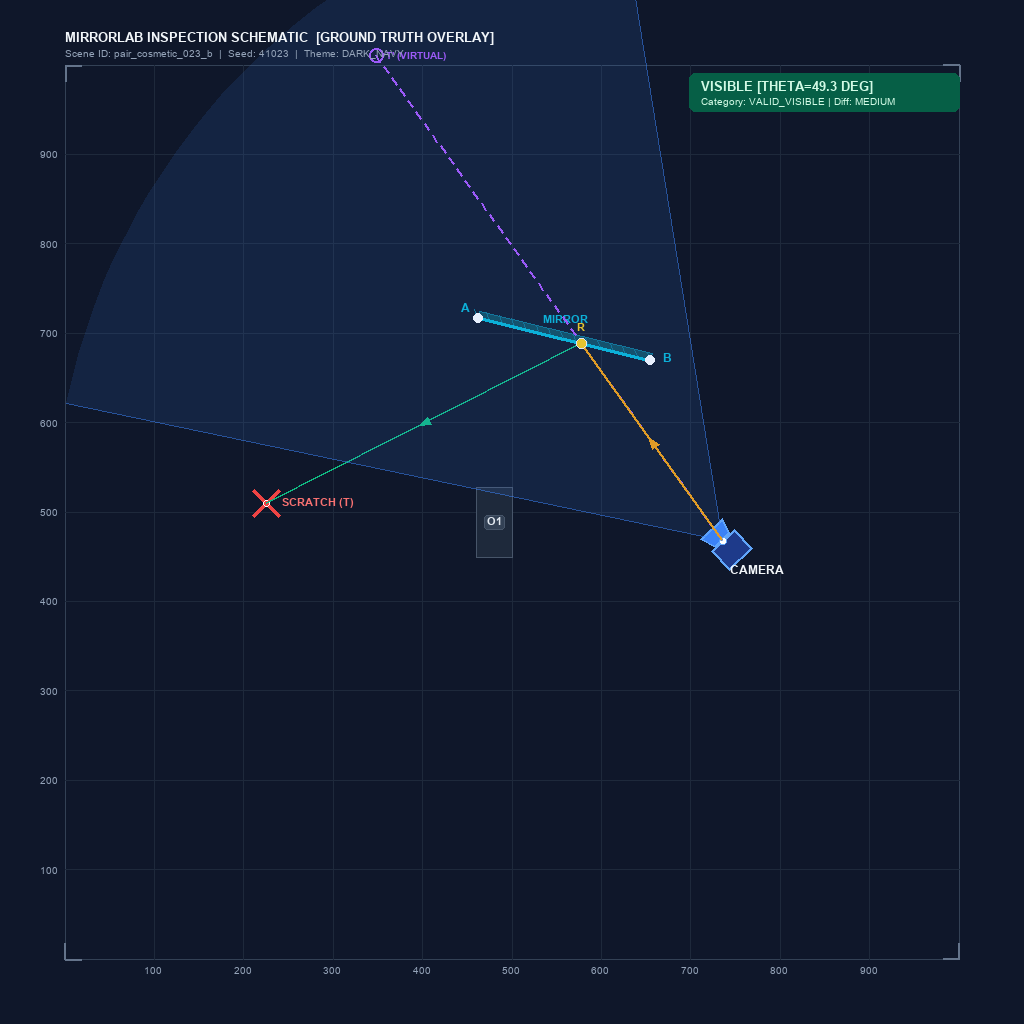 MIRRORLAB INSPECTION SCHEMATIC [GROUND TRUTH OVERLAY]
Scene ID: pair_cosmetic_023_b | Seed: 41023 | Theme: DARK_NAVY
(VIRTUAL)
VISIBLE [THETA=49.3 DEG]
Category: VALID_VISIBLE | Diff: MEDIUM
900
800
A
MIRROR
R
700
B
600
SCRATCH (T)
500
O1
CAMERA
400
300
200
100
100 200 300 400 500 600 700 800 900